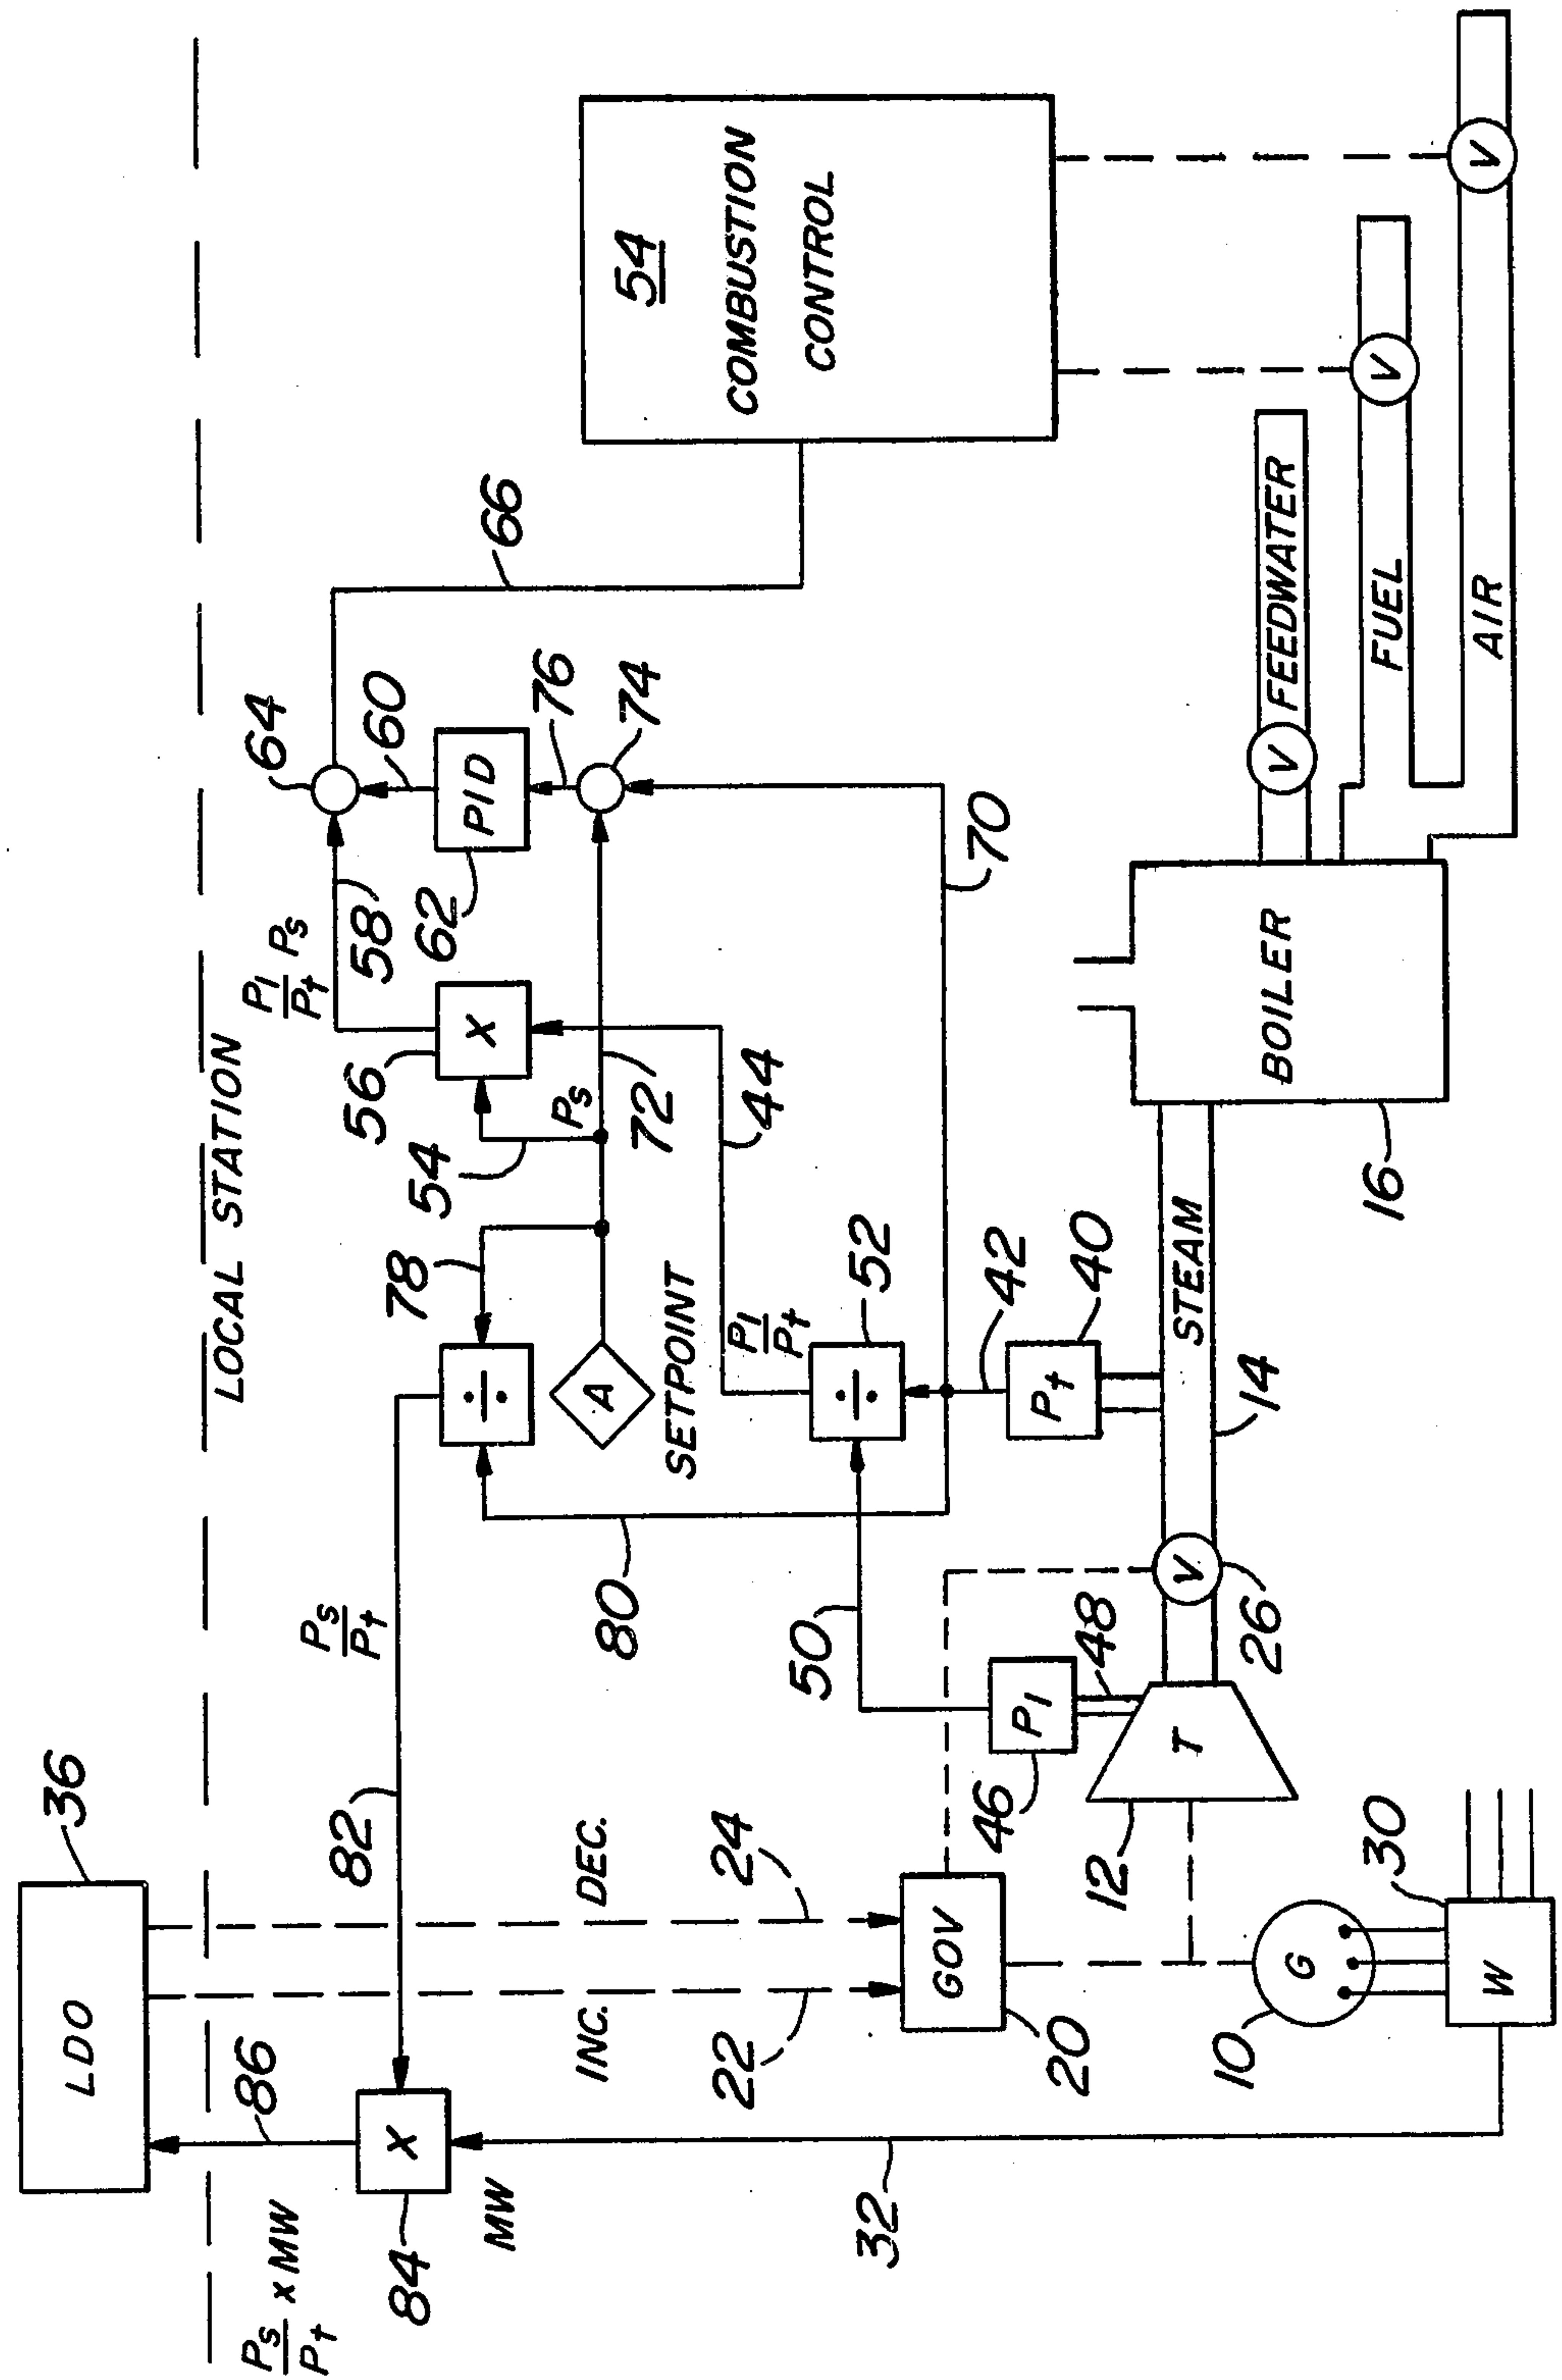 LDO
36
LOCAL STATION
Ps/Pt x MW
86
84
X
MW
32
82
Ps/Pt
INC.
DEC.
22
24
78
÷
A
SETPOINT
80
54
Ps
56
X
P1/Pt Ps
58
64
60
62
PID
76
74
72
66
54
COMBUSTION
CONTROL
44
P1/Pt
÷
52
50
70
42
40
Pt
46
P1
48
GOV
20
12
T
26
V
14
STEAM
16
BOILER
V
FEEDWATER
FUEL
V
AIR
V
10
G
30
W